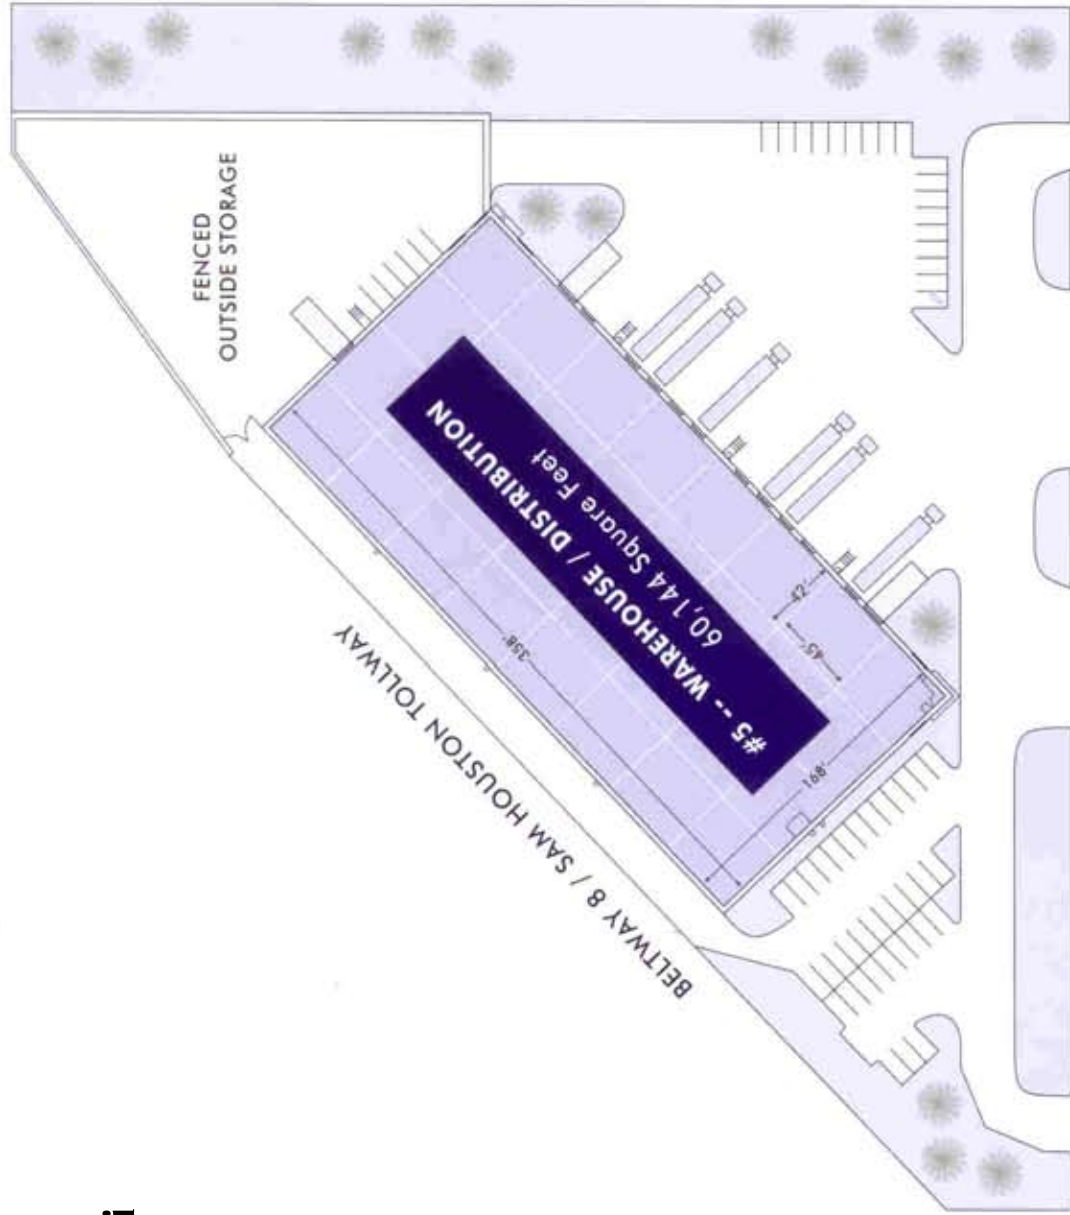 FENCED
OUTSIDE STORAGE
#5 -- WAREHOUSE / DISTRIBUTION
60,144 Square Feet
42'
45'
358'
168'
BELTWAY 8 / SAM HOUSTON TOLLWAY